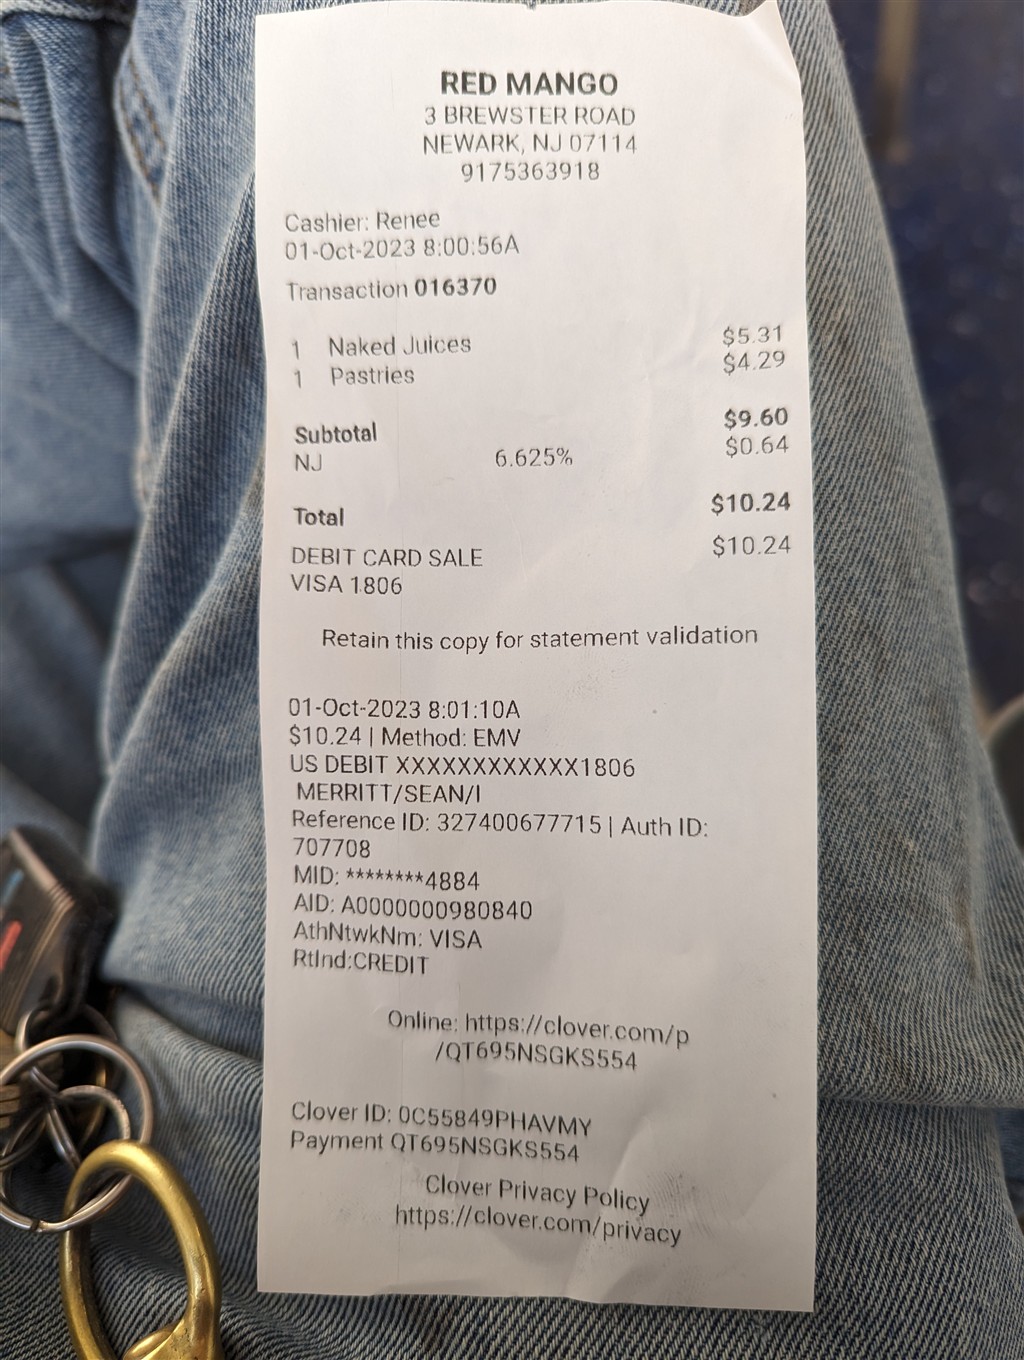 RED MANGO
3 BREWSTER ROAD
NEWARK, NJ 07114
9175363918
Cashier: Renee
01-Oct-2023 8:00:56A
Transaction 016370
1 Naked Juices $5.31
1 Pastries $4.29
Subtotal $9.60
NJ 6.625% $0.64
Total $10.24
DEBIT CARD SALE $10.24
VISA 1806
Retain this copy for statement validation
01-Oct-2023 8:01:10A
$10.24 | Method: EMV
US DEBIT XXXXXXXXXXXX1806
MERRITT/SEAN/I
Reference ID: 327400677715 | Auth ID:
707708
MID: ********4884
AID: A0000000980840
AthNtwkNm: VISA
RtInd:CREDIT
Online: https://clover.com/p
/QT695NSGKS554
Clover ID: 0C55849PHAVMY
Payment QT695NSGKS554
Clover Privacy Policy
https://clover.com/privacy